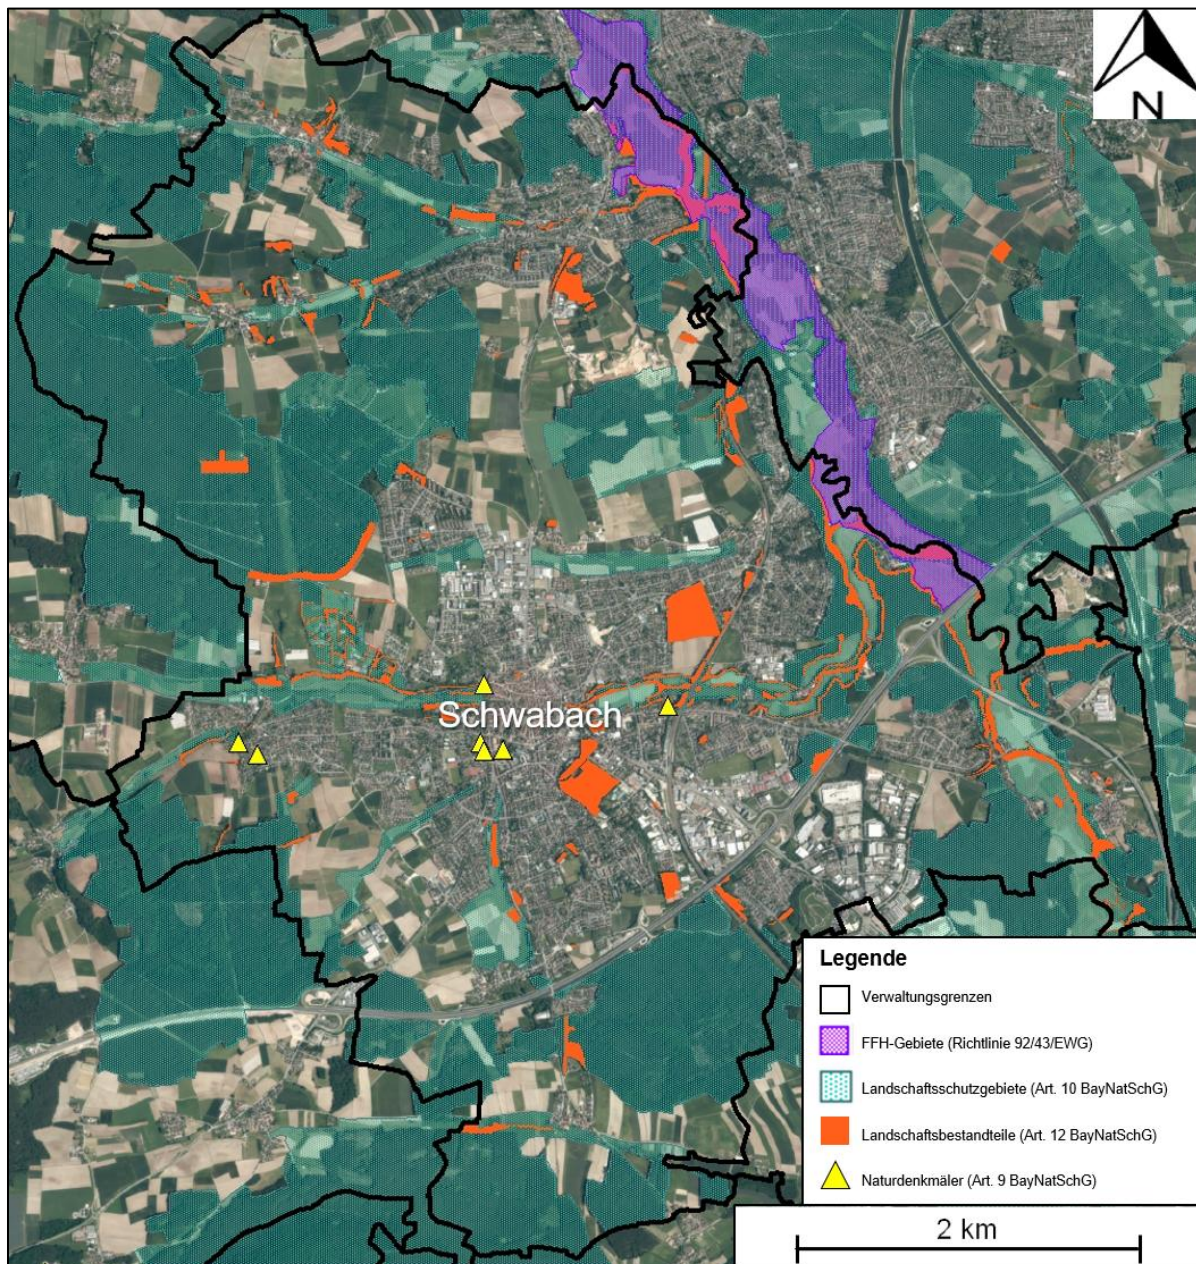 N
Schwabach
Legende
Verwaltungsgrenzen
FFH-Gebiete (Richtlinie 92/43/EWG)
Landschaftsschutzgebiete (Art. 10 BayNatSchG)
Landschaftsbestandteile (Art. 12 BayNatSchG)
Naturdenkmäler (Art. 9 BayNatSchG)
2 km